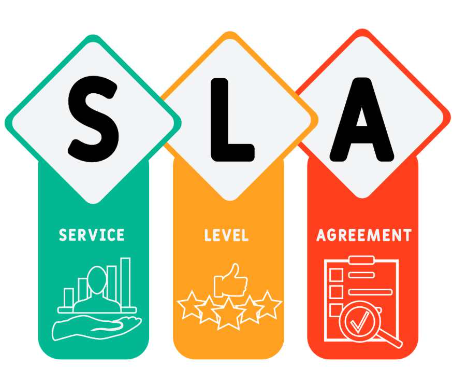 S L A
SERVICE LEVEL AGREEMENT